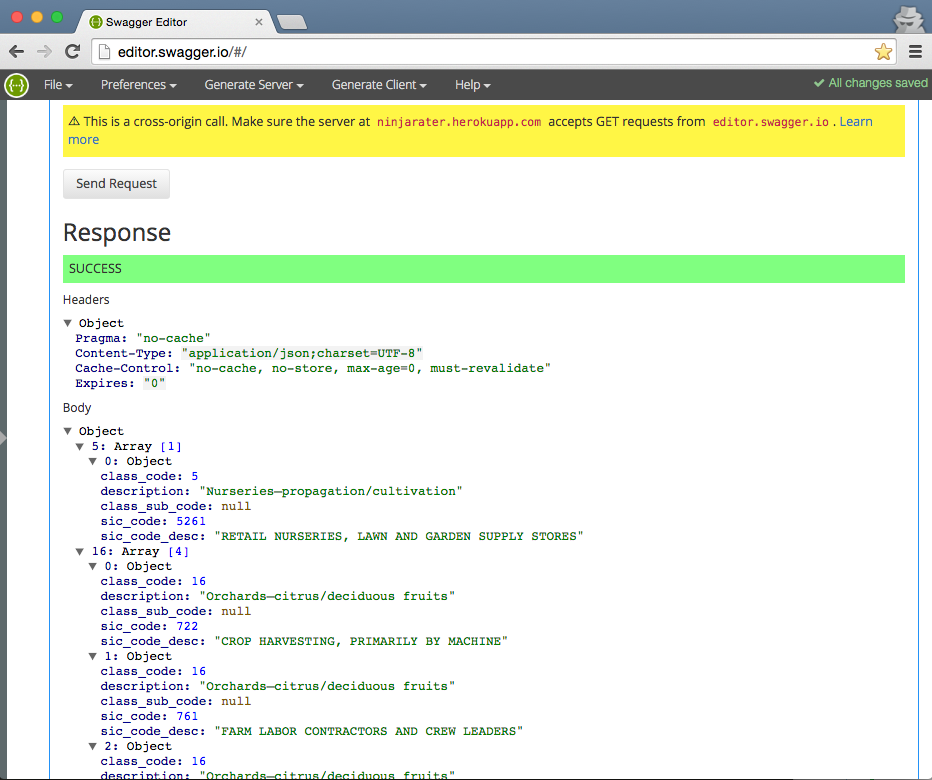 Swagger Editor
editor.swagger.io/#/
File
Preferences
Generate Server
Generate Client
Help
All changes saved
This is a cross-origin call. Make sure the server at ninjarater.herokuapp.com accepts GET requests from editor.swagger.io . Learn
more
Send Request
Response
SUCCESS
Headers
Object
Pragma: "no-cache"
Content-Type: "application/json;charset=UTF-8"
Cache-Control: "no-cache, no-store, max-age=0, must-revalidate"
Expires: "0"
Body
Object
5: Array [1]
0: Object
class_code: 5
description: "Nurseries—propagation/cultivation"
class_sub_code: null
sic_code: 5261
sic_code_desc: "RETAIL NURSERIES, LAWN AND GARDEN SUPPLY STORES"
16: Array [4]
0: Object
class_code: 16
description: "Orchards—citrus/deciduous fruits"
class_sub_code: null
sic_code: 722
sic_code_desc: "CROP HARVESTING, PRIMARILY BY MACHINE"
1: Object
class_code: 16
description: "Orchards—citrus/deciduous fruits"
class_sub_code: null
sic_code: 761
sic_code_desc: "FARM LABOR CONTRACTORS AND CREW LEADERS"
2: Object
class_code: 16
description: "Orchards—citrus/deciduous fruits"